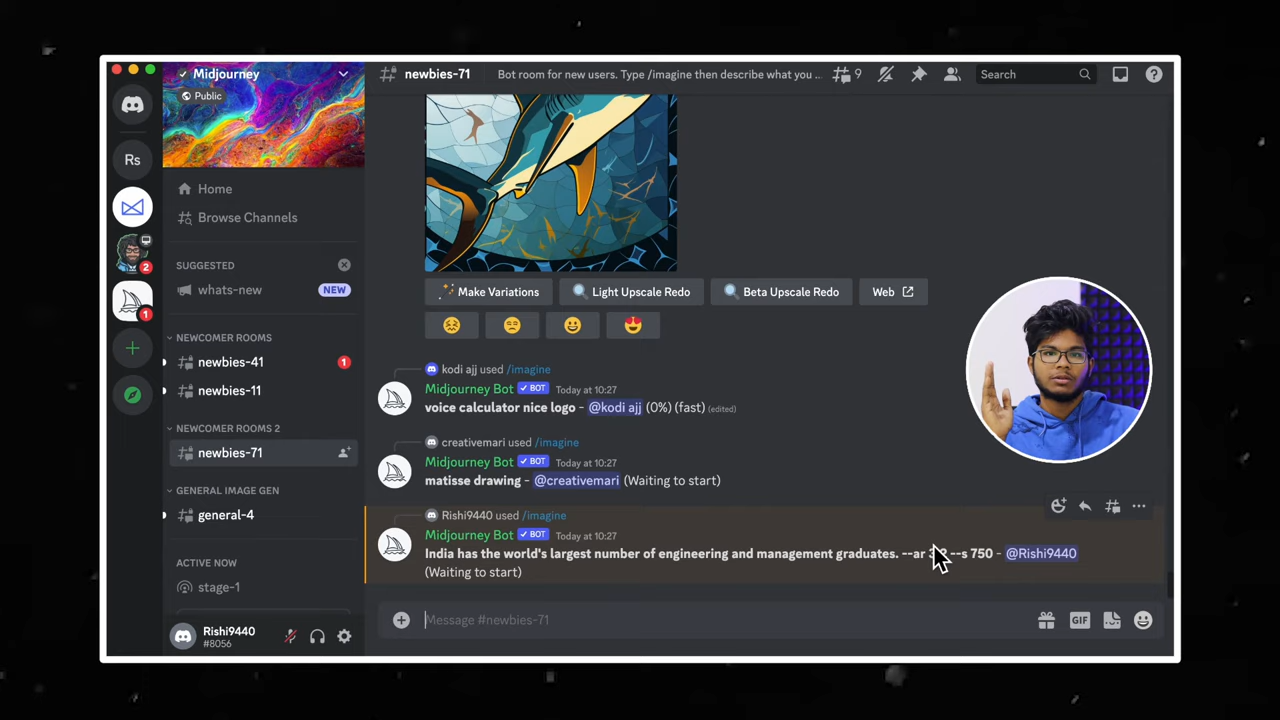 Midjourney
Public
newbies-71
Bot room for new users. Type /imagine then describe what you ...
9
Search
Rs
Home
Browse Channels
SUGGESTED
whats-new
NEW
NEWCOMER ROOMS
newbies-41
1
newbies-11
NEWCOMER ROOMS 2
newbies-71
GENERAL IMAGE GEN
general-4
ACTIVE NOW
stage-1
2
1
Rishi9440
#8056
Make Variations
Light Upscale Redo
Beta Upscale Redo
Web
kodi ajj used /imagine
Midjourney Bot BOT Today at 10:27
voice calculator nice logo - @kodi ajj (0%) (fast) (edited)
creativemari used /imagine
Midjourney Bot BOT Today at 10:27
matisse drawing - @creativemari (Waiting to start)
Rishi9440 used /imagine
Midjourney Bot BOT Today at 10:27
India has the world's largest number of engineering and management graduates. --ar --s 750 - @Rishi9440
(Waiting to start)
Message #newbies-71
GIF